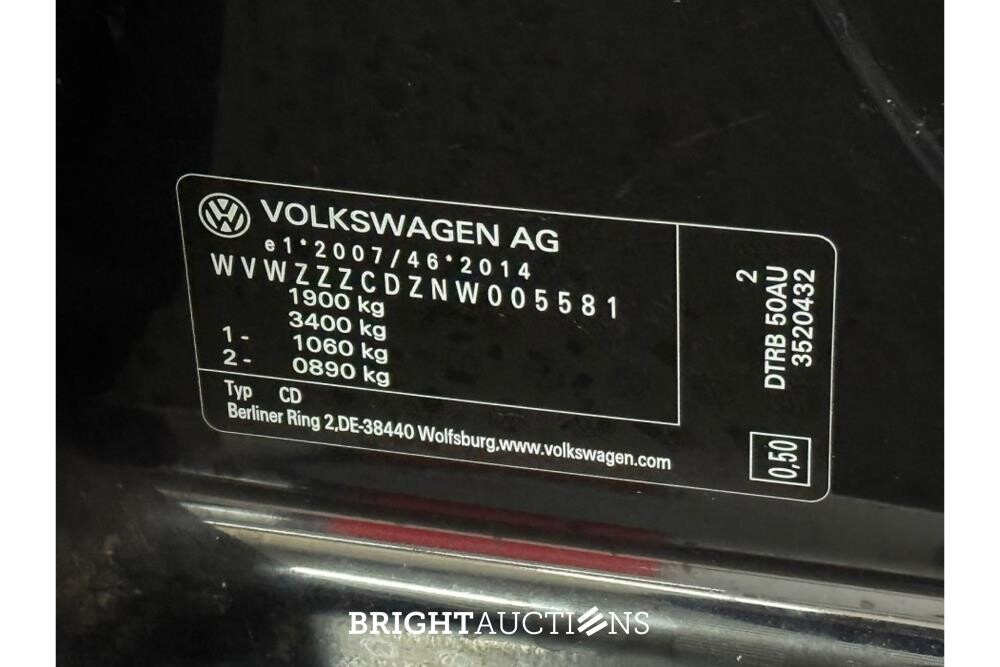 VOLKSWAGEN AG
e1*2007/46*2014
WVWZZZCDZNW005581
1900 kg
3400 kg
1- 1060 kg
2- 0890 kg
Typ CD
Berliner Ring 2,DE-38440 Wolfsburg,www.volkswagen.com
2
DTRB 50AU
3520432
0,50
BRIGHTAUCTIONS